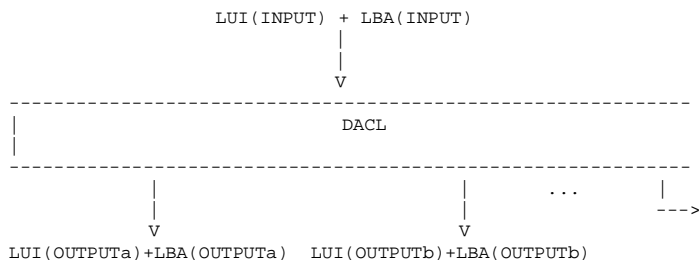 LUI(INPUT) + LBA(INPUT)
|
|
V
--------------------------------------------------------------------
| DACL
|
--------------------------------------------------------------------
| | ... |
| | --->
V V
LUI(OUTPUTa)+LBA(OUTPUTa) LUI(OUTPUTb)+LBA(OUTPUTb)